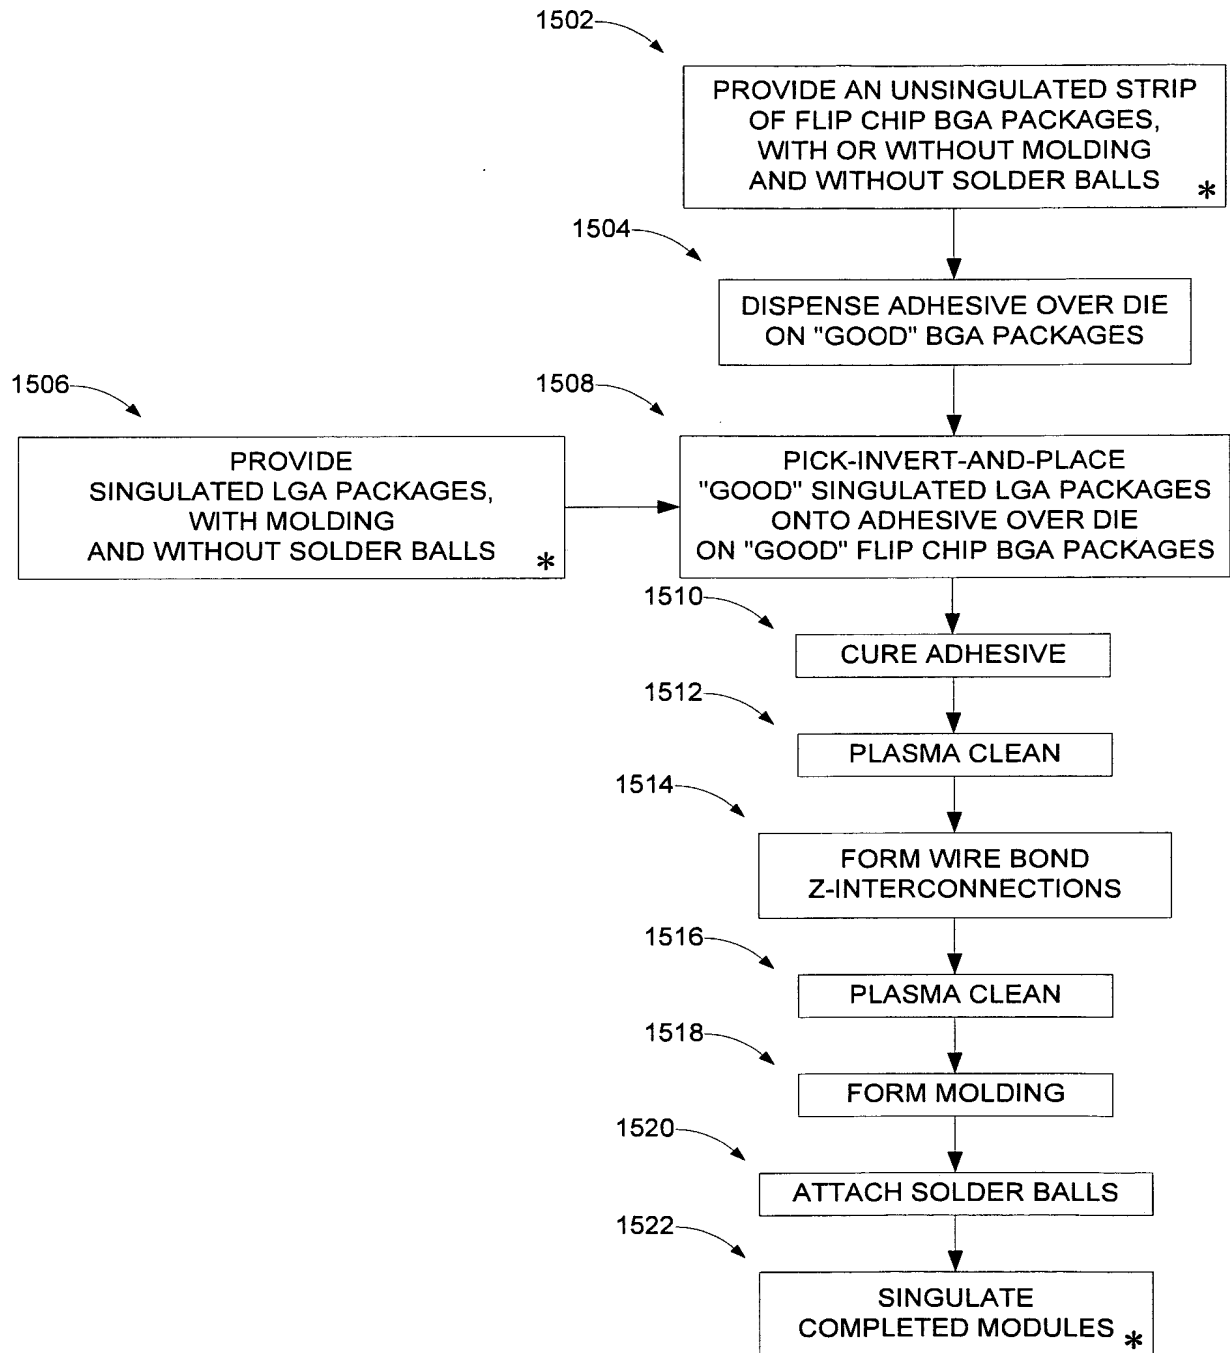 1502
PROVIDE AN UNSINGULATED STRIP
OF FLIP CHIP BGA PACKAGES,
WITH OR WITHOUT MOLDING
AND WITHOUT SOLDER BALLS *
1504
DISPENSE ADHESIVE OVER DIE
ON "GOOD" BGA PACKAGES
1506
PROVIDE
SINGULATED LGA PACKAGES,
WITH MOLDING
AND WITHOUT SOLDER BALLS *
1508
PICK-INVERT-AND-PLACE
"GOOD" SINGULATED LGA PACKAGES
ONTO ADHESIVE OVER DIE
ON "GOOD" FLIP CHIP BGA PACKAGES
1510
CURE ADHESIVE
1512
PLASMA CLEAN
1514
FORM WIRE BOND
Z-INTERCONNECTIONS
1516
PLASMA CLEAN
1518
FORM MOLDING
1520
ATTACH SOLDER BALLS
1522
SINGULATE
COMPLETED MODULES *